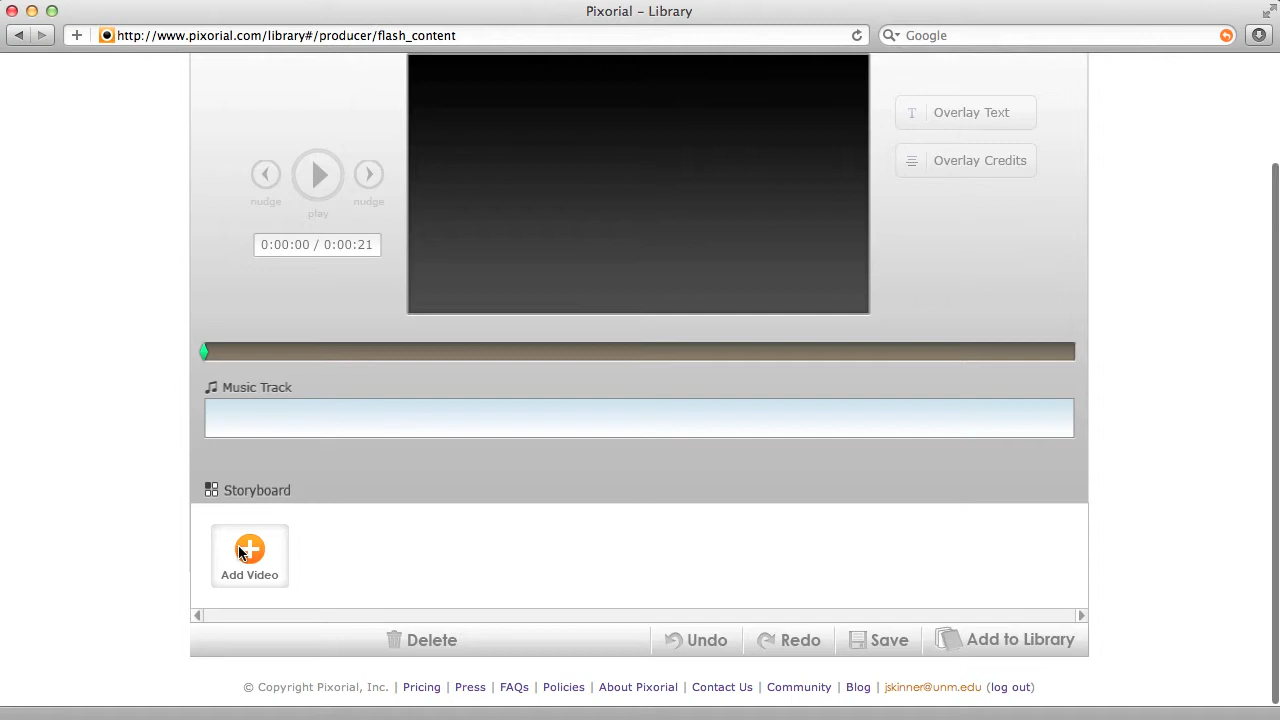 Pixorial – Library
http://www.pixorial.com/library#/producer/flash_content
Google
T Overlay Text
Overlay Credits
nudge
play
nudge
0:00:00 / 0:00:21
Music Track
Storyboard
Add Video
Delete
Undo
Redo
Save
Add to Library
© Copyright Pixorial, Inc. | Pricing | Press | FAQs | Policies | About Pixorial | Contact Us | Community | Blog | jskinner@unm.edu (log out)